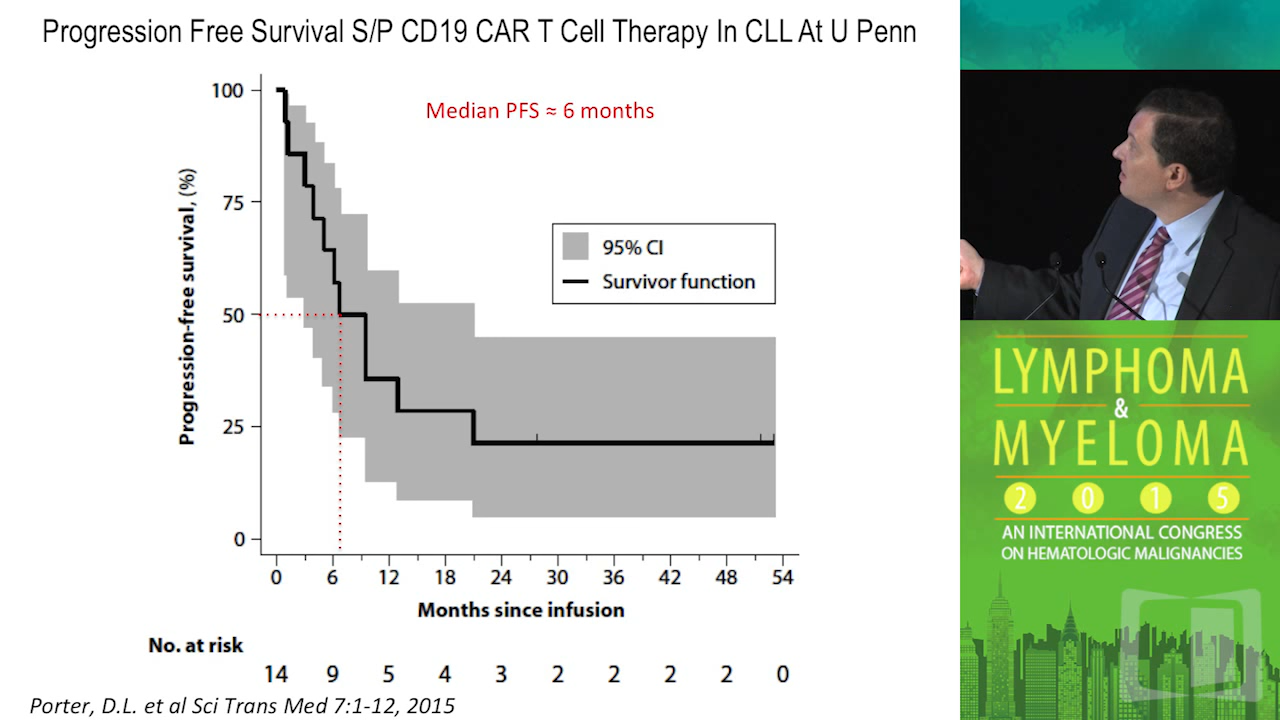 Progression Free Survival S/P CD19 CAR T Cell Therapy In CLL At U Penn
Median PFS ≈ 6 months
Progression-free survival, (%)
100
75
50
25
0
95% CI
Survivor function
0 6 12 18 24 30 36 42 48 54
Months since infusion
No. at risk
14 9 5 4 3 2 2 2 2 0
Porter, D.L. et al Sci Trans Med 7:1-12, 2015
LYMPHOMA
&
MYELOMA
2 0 1 5
AN INTERNATIONAL CONGRESS
ON HEMATOLOGIC MALIGNANCIES